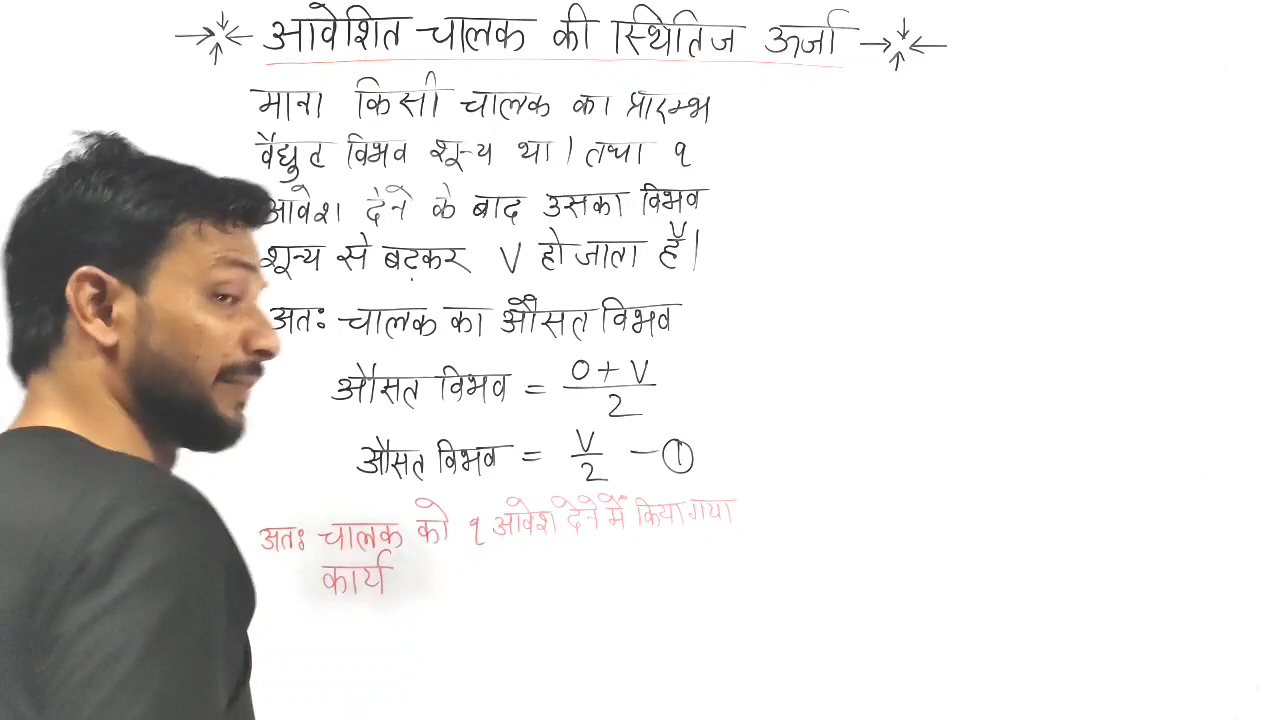 आवेशित चालक की स्थितिज ऊर्जा
माना किसी चालक का प्रारम्भ
वैद्युत विभव शून्य था। तथा q
आवेश देने के बाद उसका विभव
शून्य से बढ़कर V हो जाता है।
अतः चालक का औसत विभव
औसत विभव = 0 + V / 2
औसत विभव = V / 2 — ①
अतः चालक को q आवेश देने में किया गया
कार्य